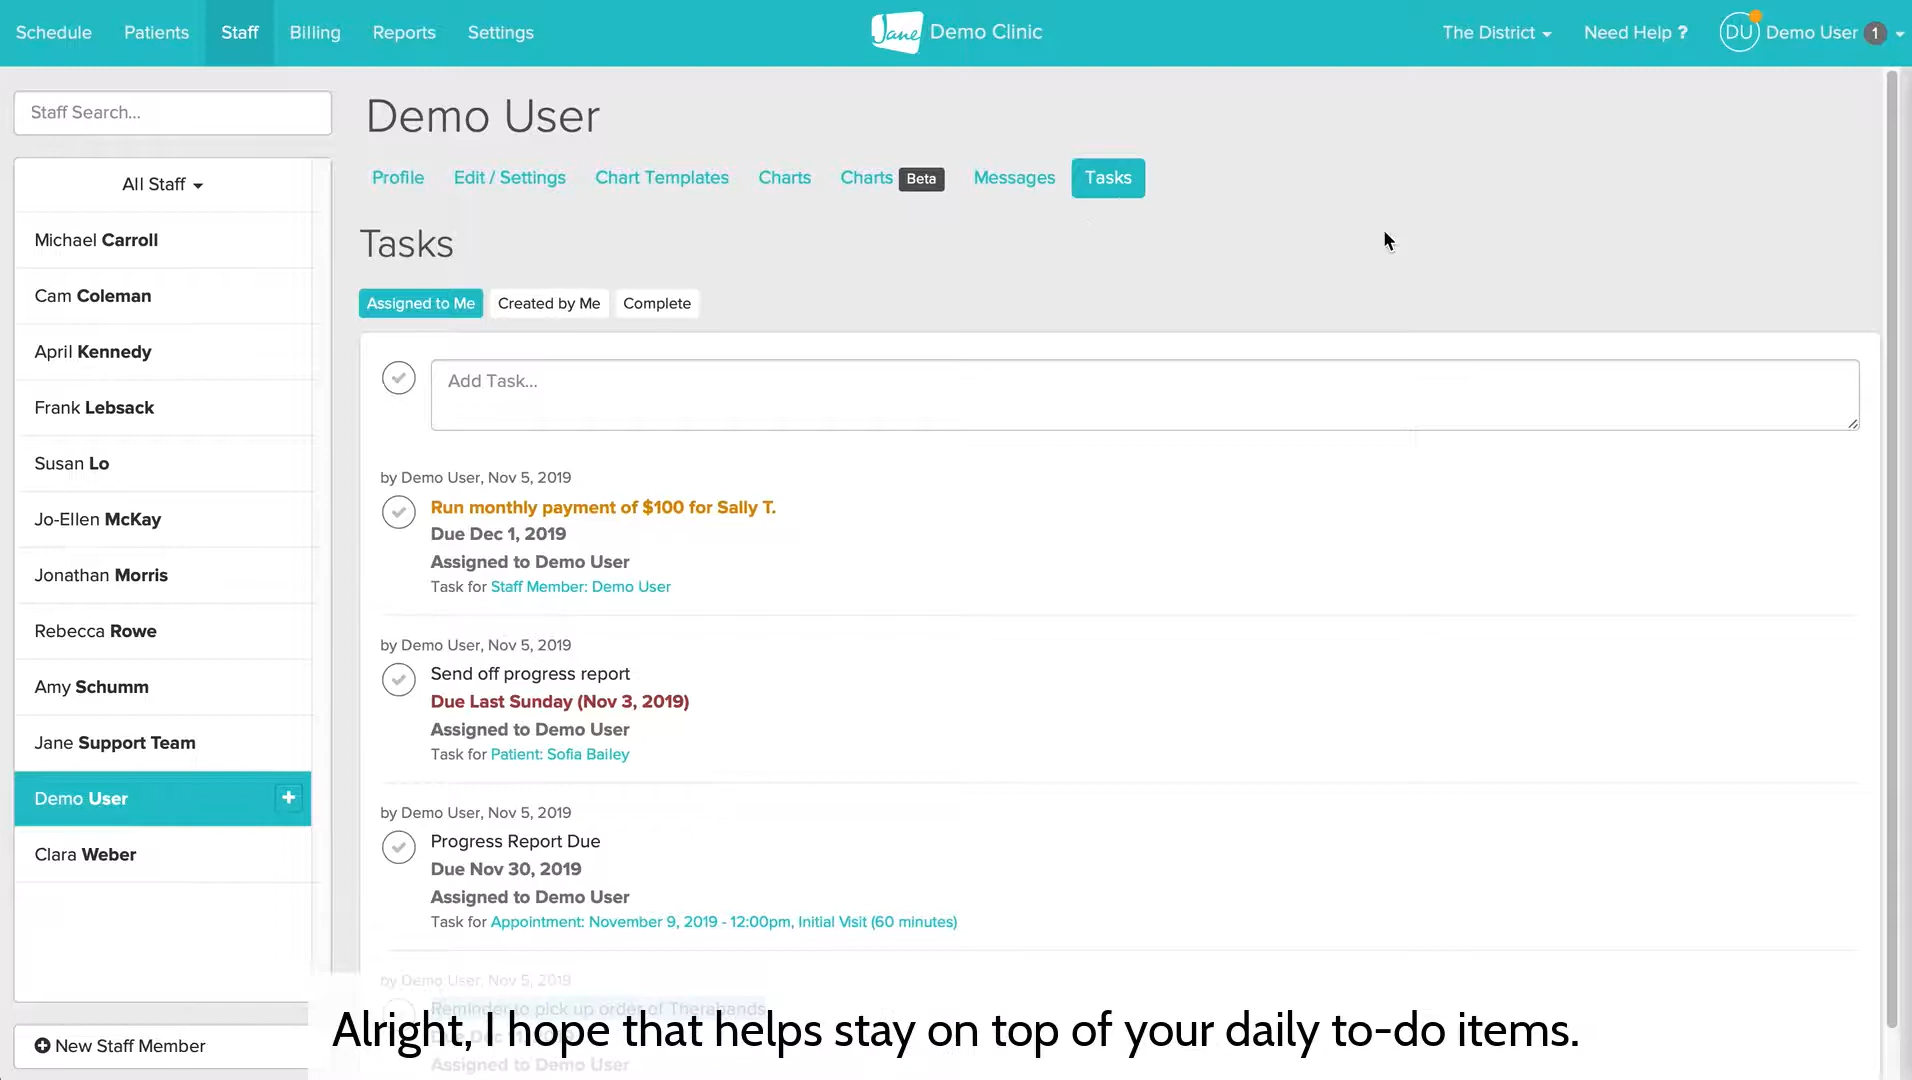 Schedule
Patients
Staff
Billing
Reports
Settings
Jane
Demo Clinic
The District
Need Help ?
DU
Demo User
1
Staff Search...
All Staff
Michael Carroll
Cam Coleman
April Kennedy
Frank Lebsack
Susan Lo
Jo-Ellen McKay
Jonathan Morris
Rebecca Rowe
Amy Schumm
Jane Support Team
Demo User
Clara Weber
New Staff Member
Demo User
Profile
Edit / Settings
Chart Templates
Charts
Charts Beta
Messages
Tasks
Tasks
Assigned to Me
Created by Me
Complete
Add Task...
by Demo User, Nov 5, 2019
Run monthly payment of $100 for Sally T.
Due Dec 1, 2019
Assigned to Demo User
Task for Staff Member: Demo User
by Demo User, Nov 5, 2019
Send off progress report
Due Last Sunday (Nov 3, 2019)
Assigned to Demo User
Task for Patient: Sofia Bailey
by Demo User, Nov 5, 2019
Progress Report Due
Due Nov 30, 2019
Assigned to Demo User
Task for Appointment: November 9, 2019 - 12:00pm, Initial Visit (60 minutes)
by Demo User, Nov 5, 2019
Reminder to pick up order of Therabands
Assigned to Demo User
Alright, I hope that helps stay on top of your daily to-do items.